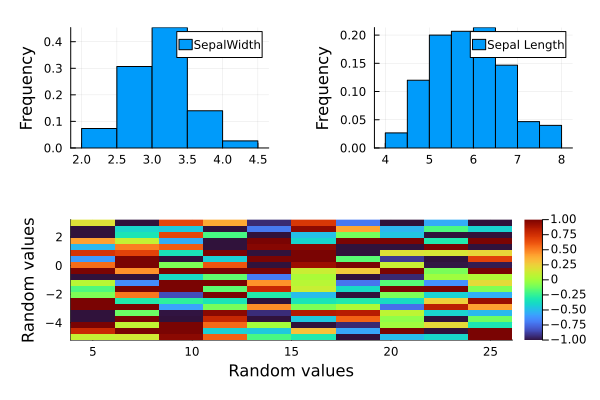 Frequency
0.4
0.3
0.2
0.1
0.0
SepalWidth
2.0 2.5 3.0 3.5 4.0 4.5
Frequency
0.20
0.15
0.10
0.05
0.00
Sepal Length
4 5 6 7 8
Random values
2
0
−2
−4
5 10 15 20 25
Random values
1.00
0.75
0.50
0.25
0
−0.25
−0.50
−0.75
−1.00